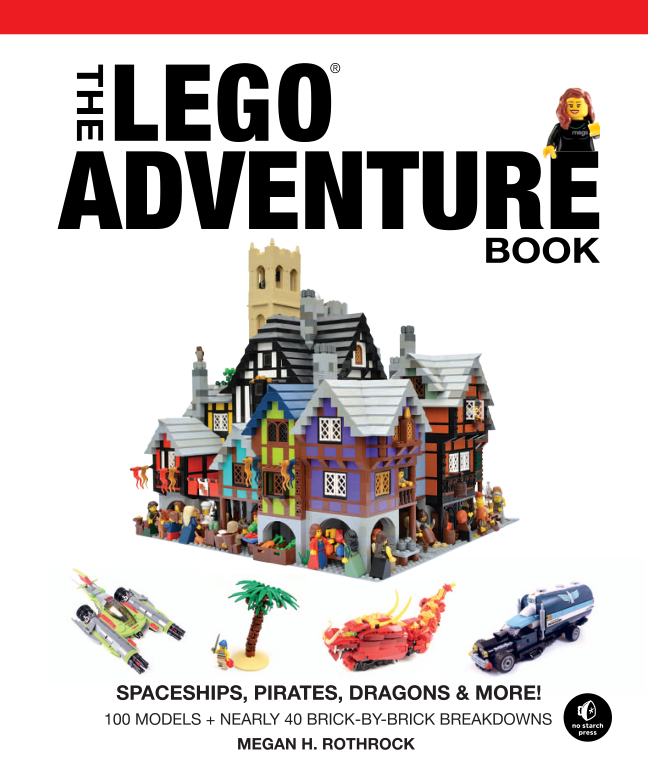 THE LEGO®
ADVENTURE
BOOK
megs
SPACESHIPS, PIRATES, DRAGONS & MORE!
100 MODELS + NEARLY 40 BRICK-BY-BRICK BREAKDOWNS
MEGAN H. ROTHROCK
no starch
press